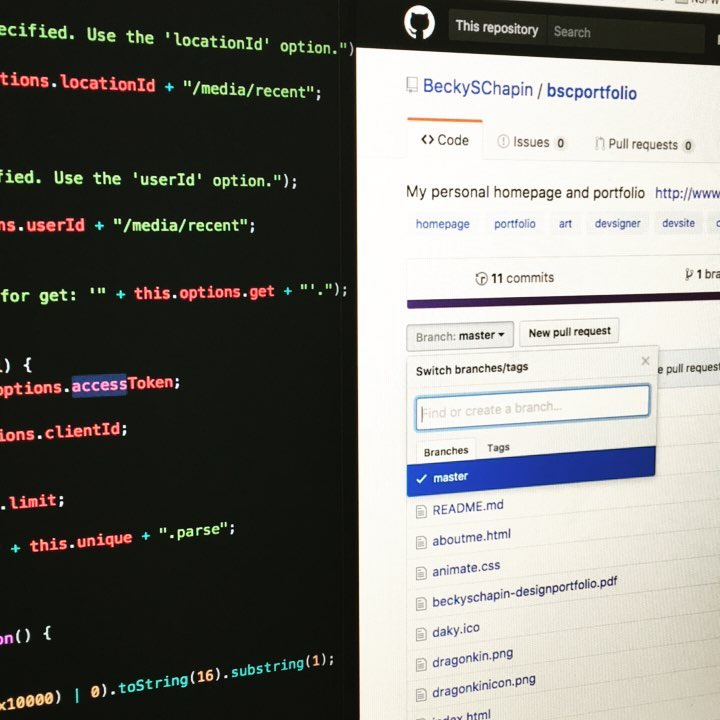 ecified. Use the 'locationId' option.")
tions.locationId + "/media/recent";
fied. Use the 'userId' option.");
ns.userId + "/media/recent";
for get: '" + this.options.get + "'.");
) {
options.accessToken;
ions.clientId;
.limit;
+ this.unique + ".parse";
on() {
x10000) | 0).toString(16).substring(1);
This repository
Search
BeckySChapin / bscportfolio
Code
Issues 0
Pull requests 0
My personal homepage and portfolio http://www
homepage portfolio art devsigner devsite
11 commits
1 bra
Branch: master
New pull request
e pull request
Switch branches/tags
Find or create a branch...
Branches
Tags
master
README.md
aboutme.html
animate.css
beckyschapin-designportfolio.pdf
daky.ico
dragonkin.png
dragonkinicon.png
index.html